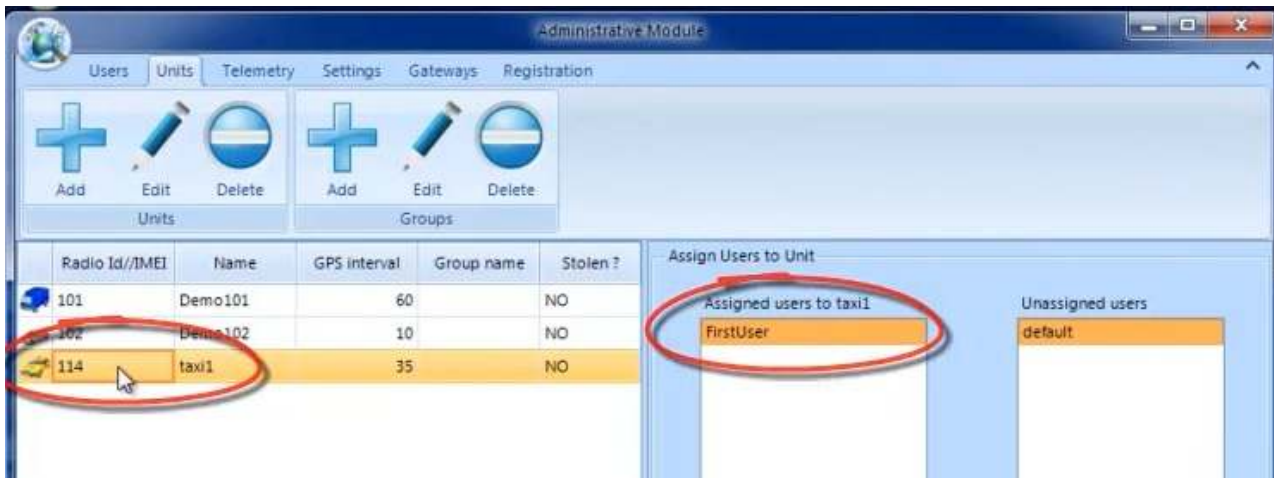 Administrative Module
Users Units Telemetry Settings Gateways Registration
Add Edit Delete Add Edit Delete
Units Groups
Radio Id//IMEI Name GPS interval Group name Stolen ? Assign Users to Unit
101 Demo101 60 NO Assigned users to taxi1 Unassigned users
102 Demo102 10 NO FirstUser default
114 taxi1 35 NO